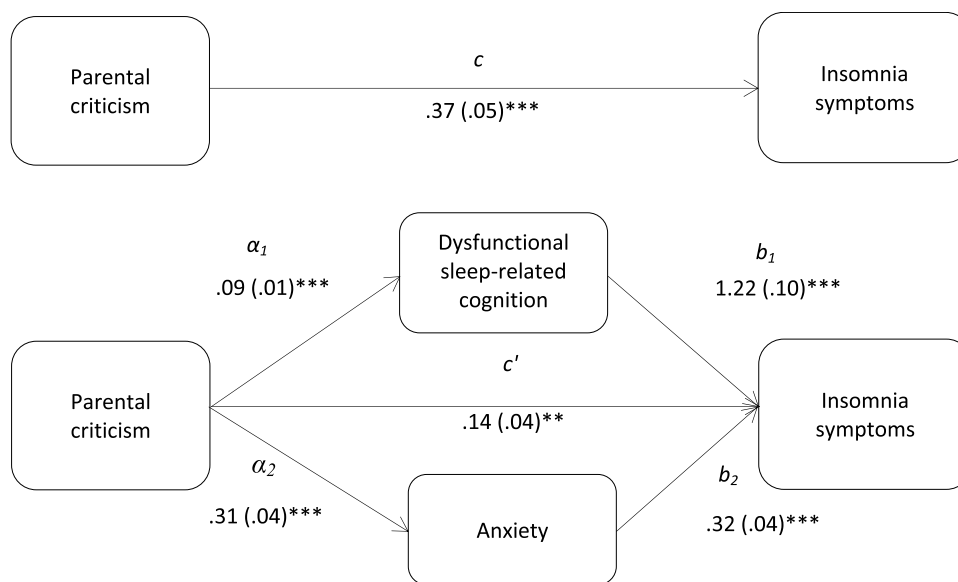 c
Parental
criticism
Insomnia
symptoms
.37 (.05)***
α1
Dysfunctional
sleep-related
cognition
b1
.09 (.01)***
1.22 (.10)***
c'
Parental
criticism
Insomnia
symptoms
.14 (.04)**
α2
b2
.31 (.04)***
Anxiety
.32 (.04)***